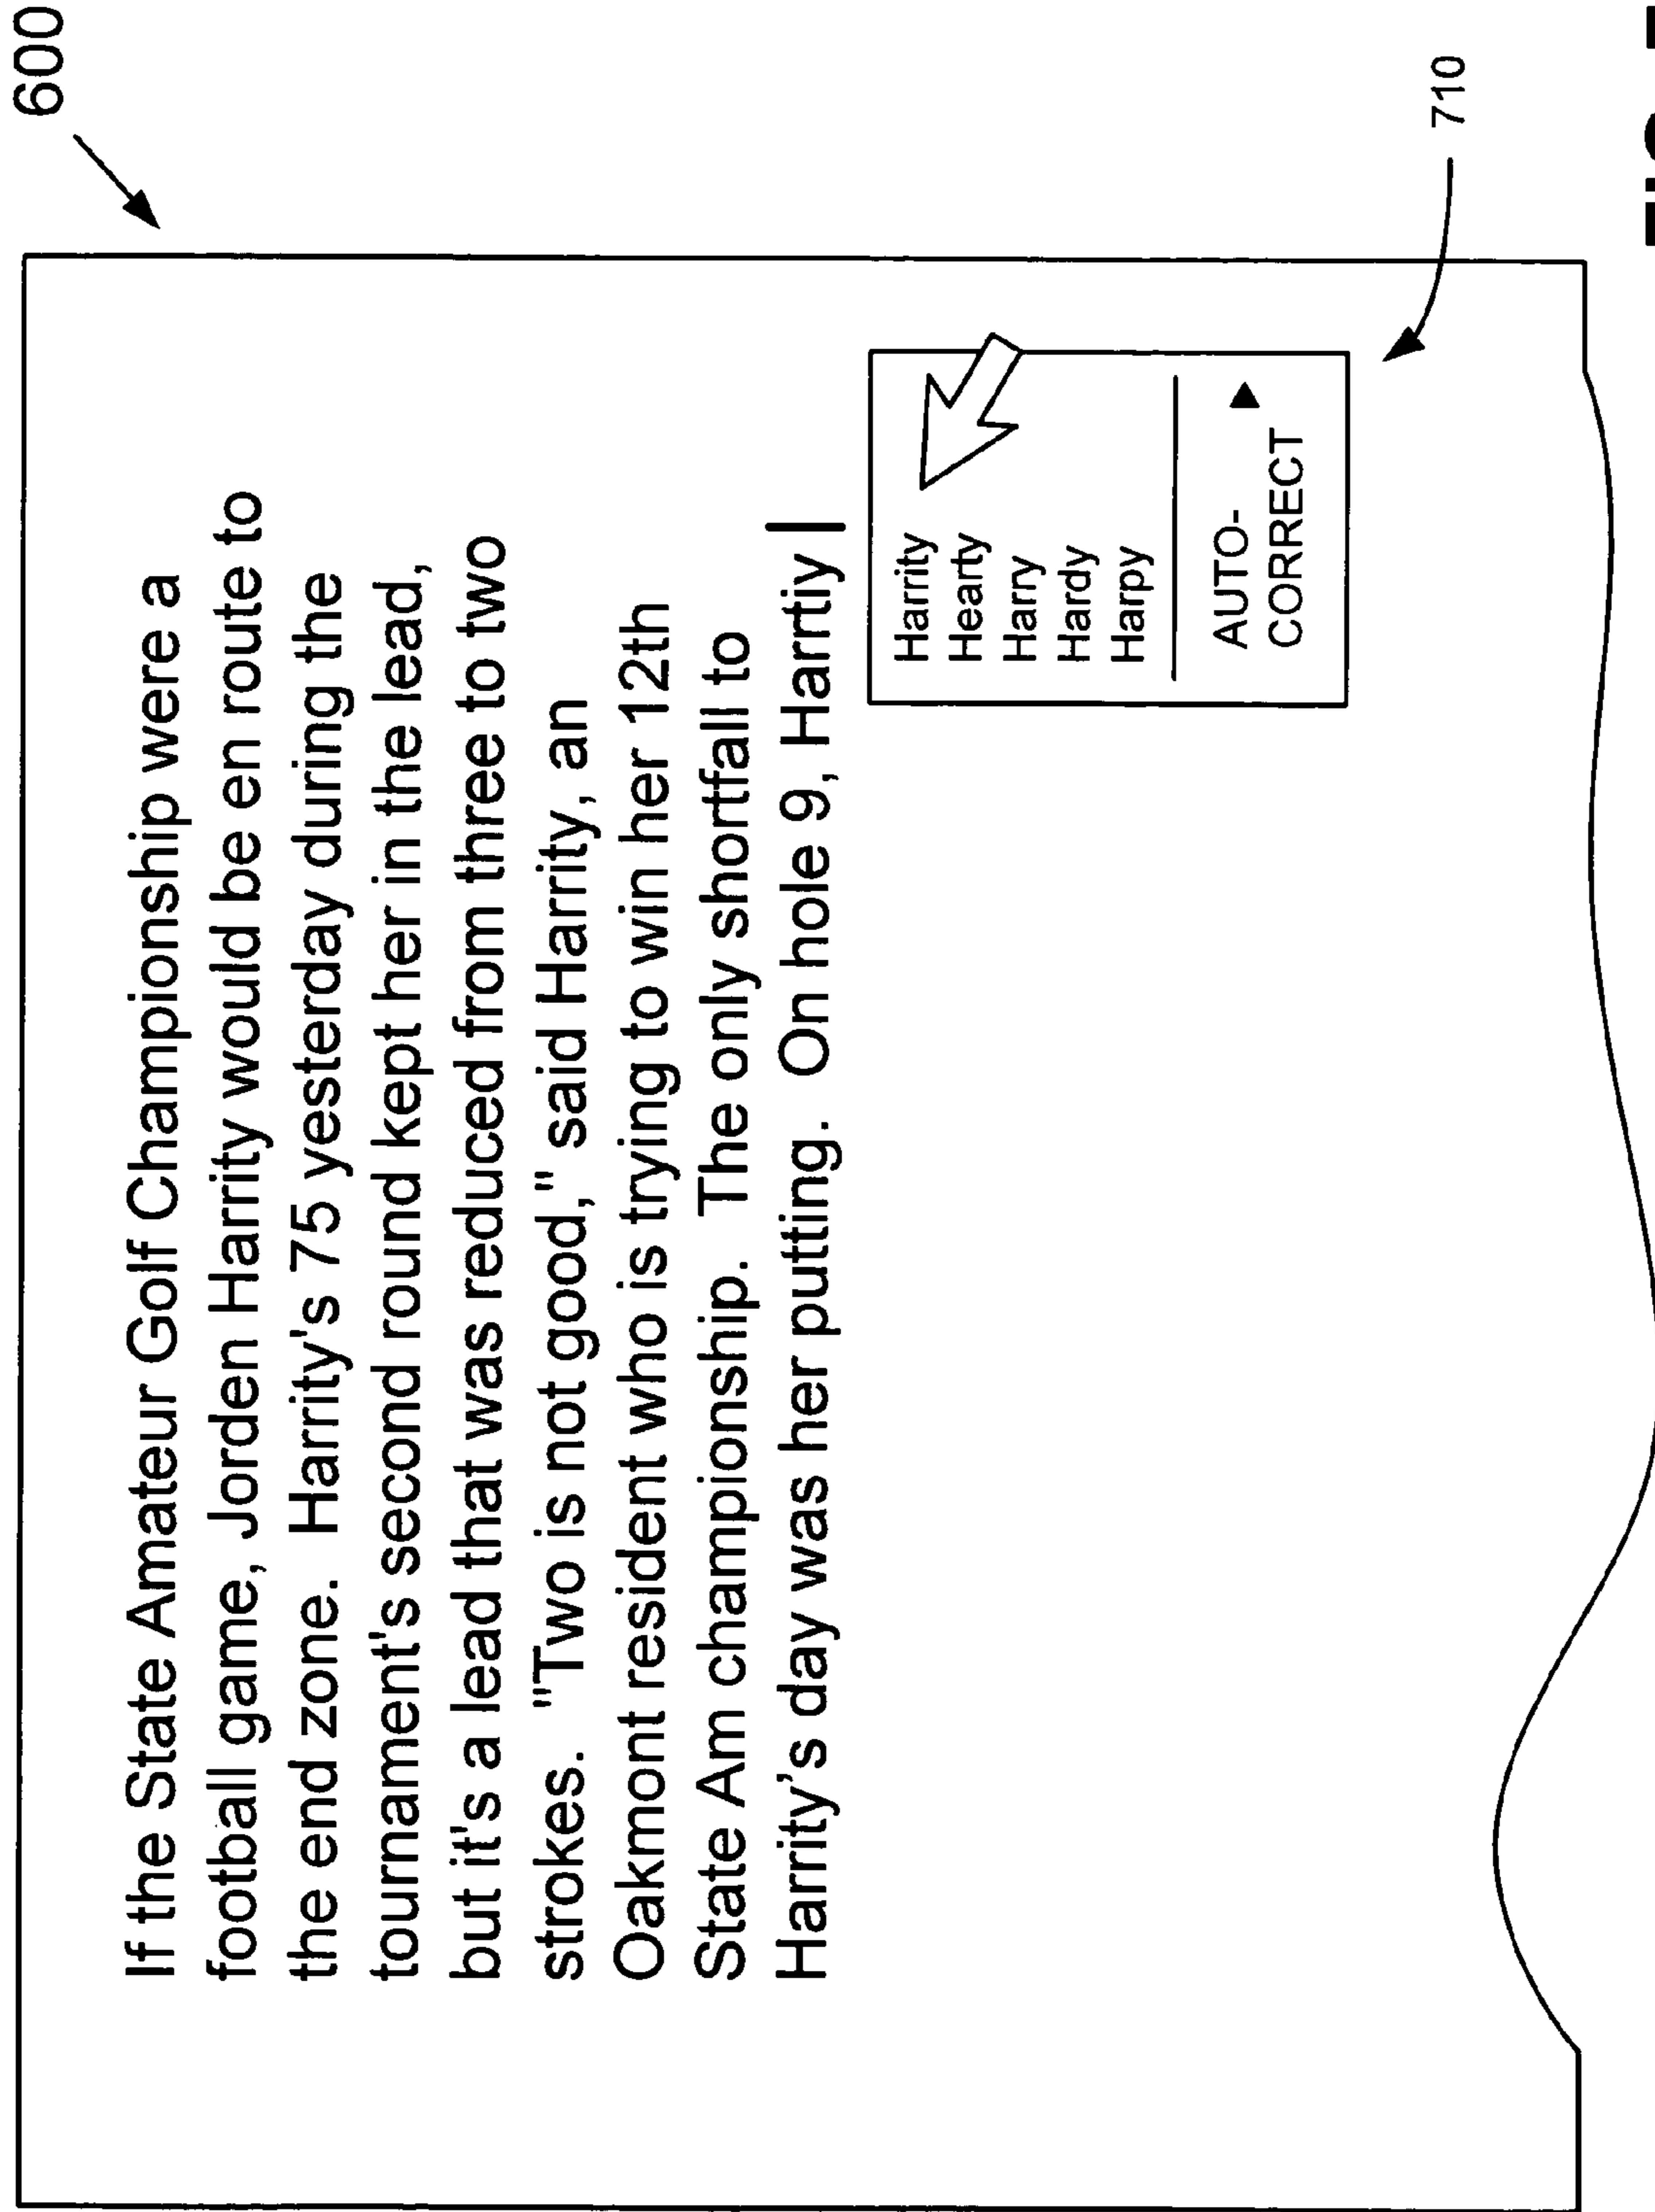 600
If the State Amateur Golf Championship were a
football game, Jorden Harrity would be en route to
the end zone.  Harrity's 75 yesterday during the
tournament's second round kept her in the lead,
but it's a lead that was reduced from three to two
strokes.  "Two is not good," said Harrity, an
Oakmont resident who is trying to win her 12th
State Am championship.  The only shortfall to
Harrity’s day was her putting.  On hole 9, Harrtiy
Harrity
Hearty
Harry
Hardy
Harpy
AUTO-
CORRECT
710